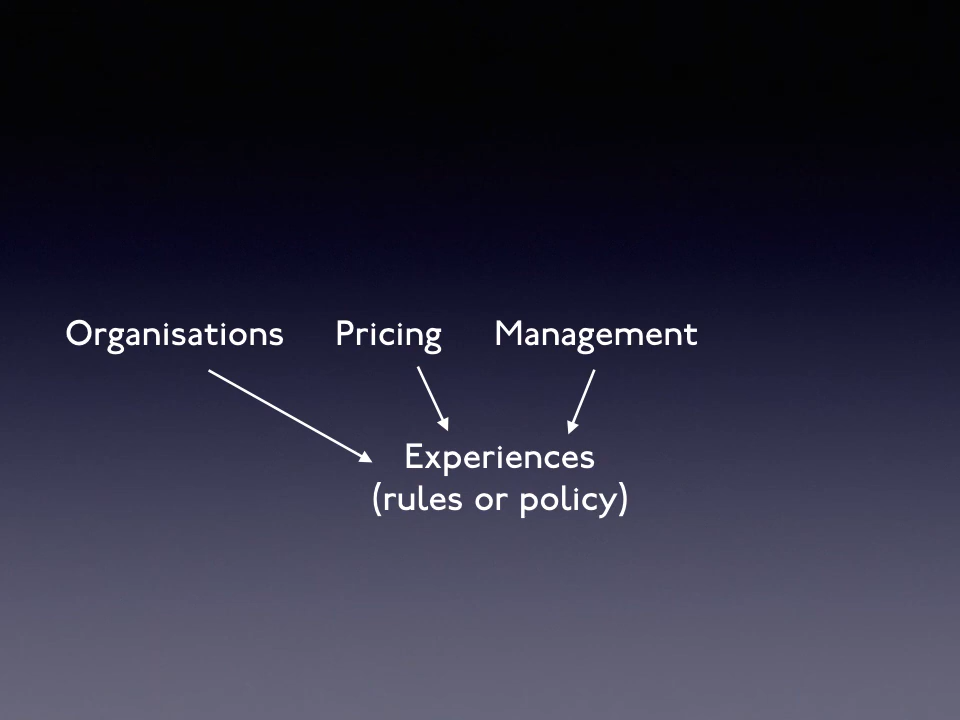 Organisations Pricing Management
Experiences
(rules or policy)